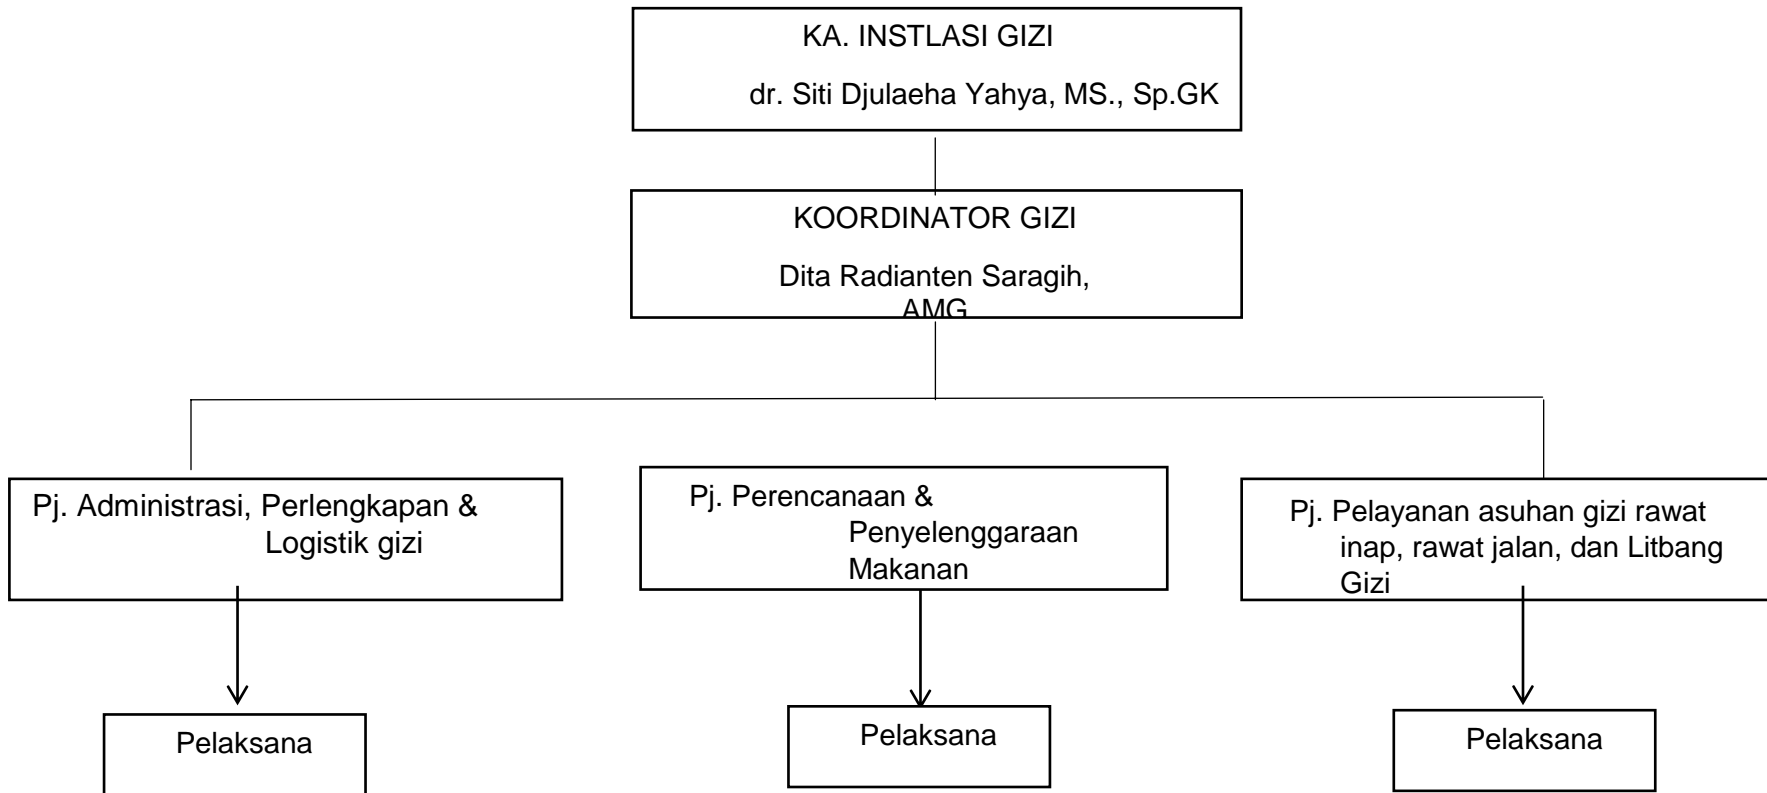 KA. INSTLASI GIZI
dr. Siti Djulaeha Yahya, MS., Sp.GK
KOORDINATOR GIZI
Dita Radianten Saragih,
AMG
Pj. Administrasi, Perlengkapan &
Logistik gizi
Pj. Perencanaan &
Penyelenggaraan
Makanan
Pj. Pelayanan asuhan gizi rawat
inap, rawat jalan, dan Litbang
Gizi
Pelaksana
Pelaksana
Pelaksana